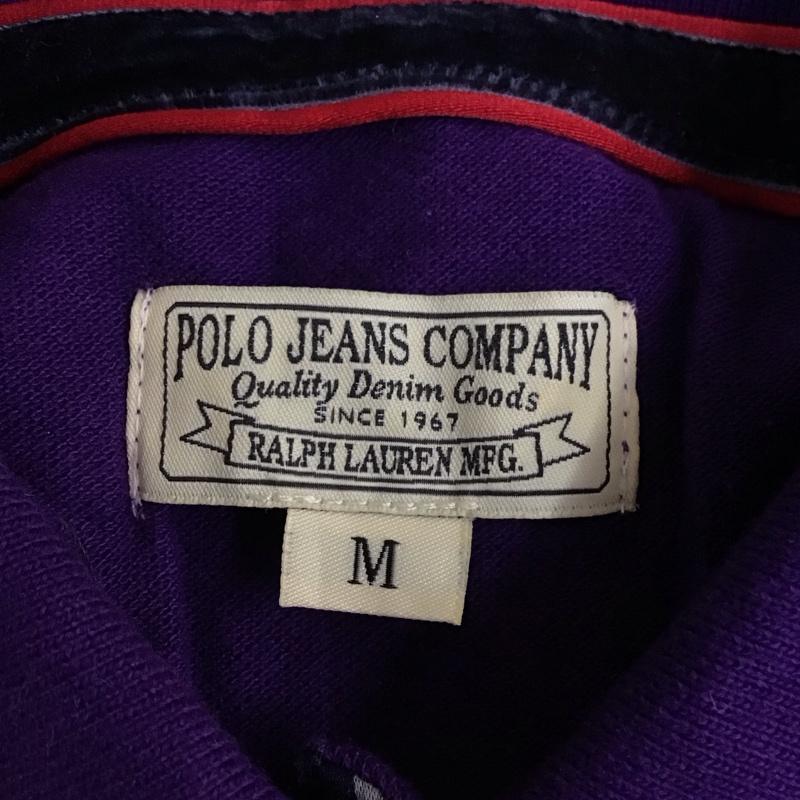 POLO JEANS COMPANY
Quality Denim Goods
SINCE 1967
RALPH LAUREN MFG.
M